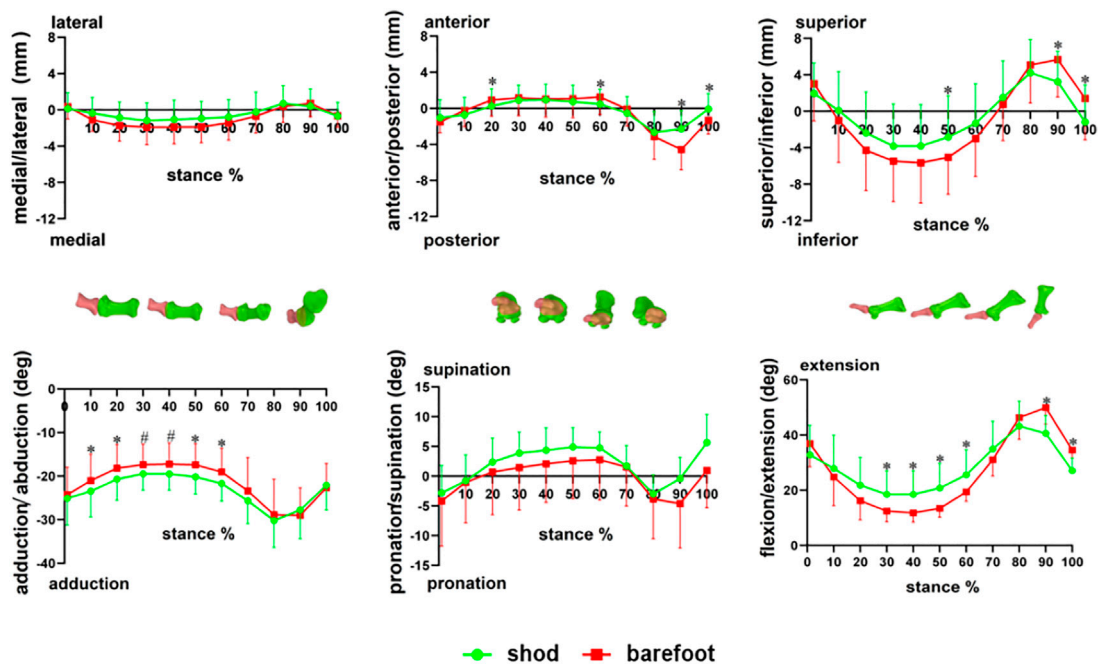 lateral
medial/lateral (mm)
8
4
0
-4
-8
-12
10 20 30 40 50 60 70 80 90 100
stance %
medial
anterior
anterior/posterior (mm)
8
4
0
-4
-8
-12
* * * *
10 20 30 40 50 60 70 80 90 100
stance %
posterior
superior
superior/inferior (mm)
8
4
0
-4
-8
-12
* * *
10 20 30 40 50 60 70 80 90 100
stance %
inferior
adduction/abduction (deg)
0
-10
-20
-30
-40
0 10 20 30 40 50 60 70 80 90 100
* * # # * *
stance %
adduction
supination
pronation/supination (deg)
15
10
5
0
-5
-10
-15
10 20 30 40 50 60 70 80 90 100
stance %
pronation
extension
flexion/extension (deg)
60
40
20
0
* * * * * *
0 10 20 30 40 50 60 70 80 90 100
stance %
shod barefoot